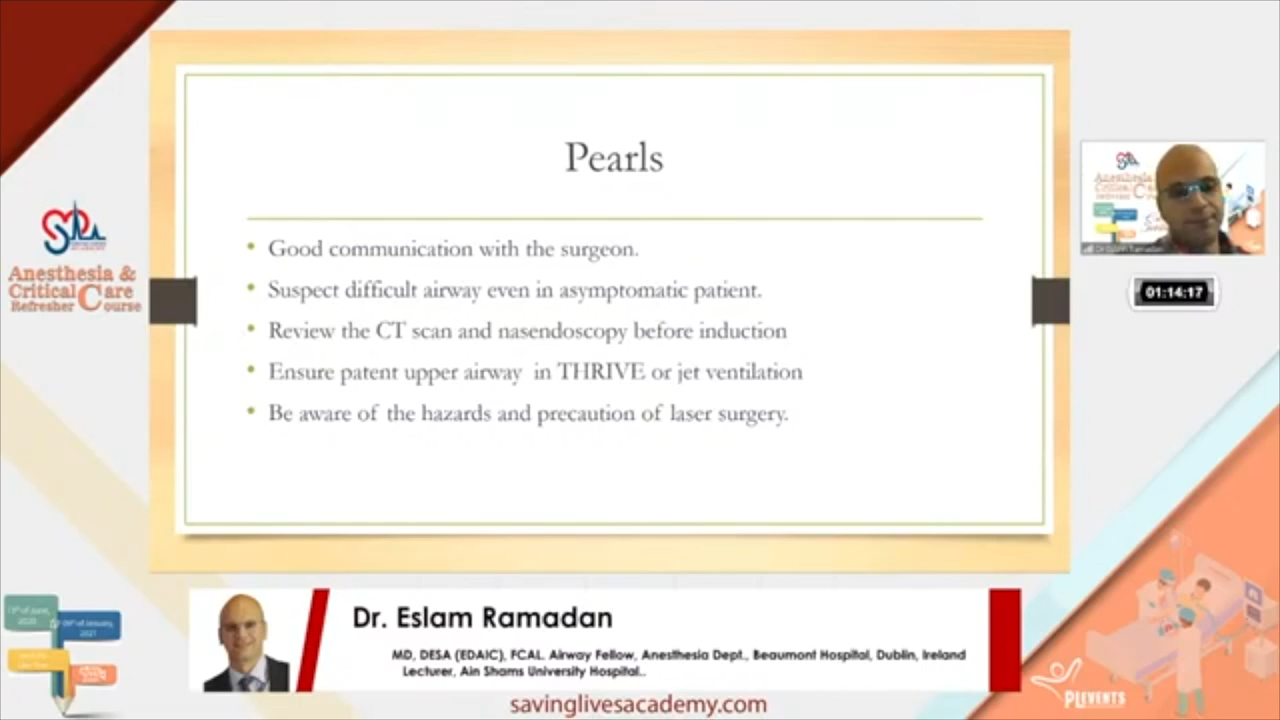 Pearls
• Good communication with the surgeon.
• Suspect difficult airway even in asymptomatic patient.
• Review the CT scan and nasendoscopy before induction
• Ensure patent upper airway in THRIVE or jet ventilation
• Be aware of the hazards and precaution of laser surgery.
Anesthesia &
Critical Care
Refresher Course
01:14:17
Dr. Eslam Ramadan
MD, DESA (EDAIC), FCAI. Airway Fellow, Anesthesia Dept., Beaumont Hospital, Dublin, Ireland
Lecturer, Ain Shams University Hospital..
savinglivesacademy.com
PLEVENTS